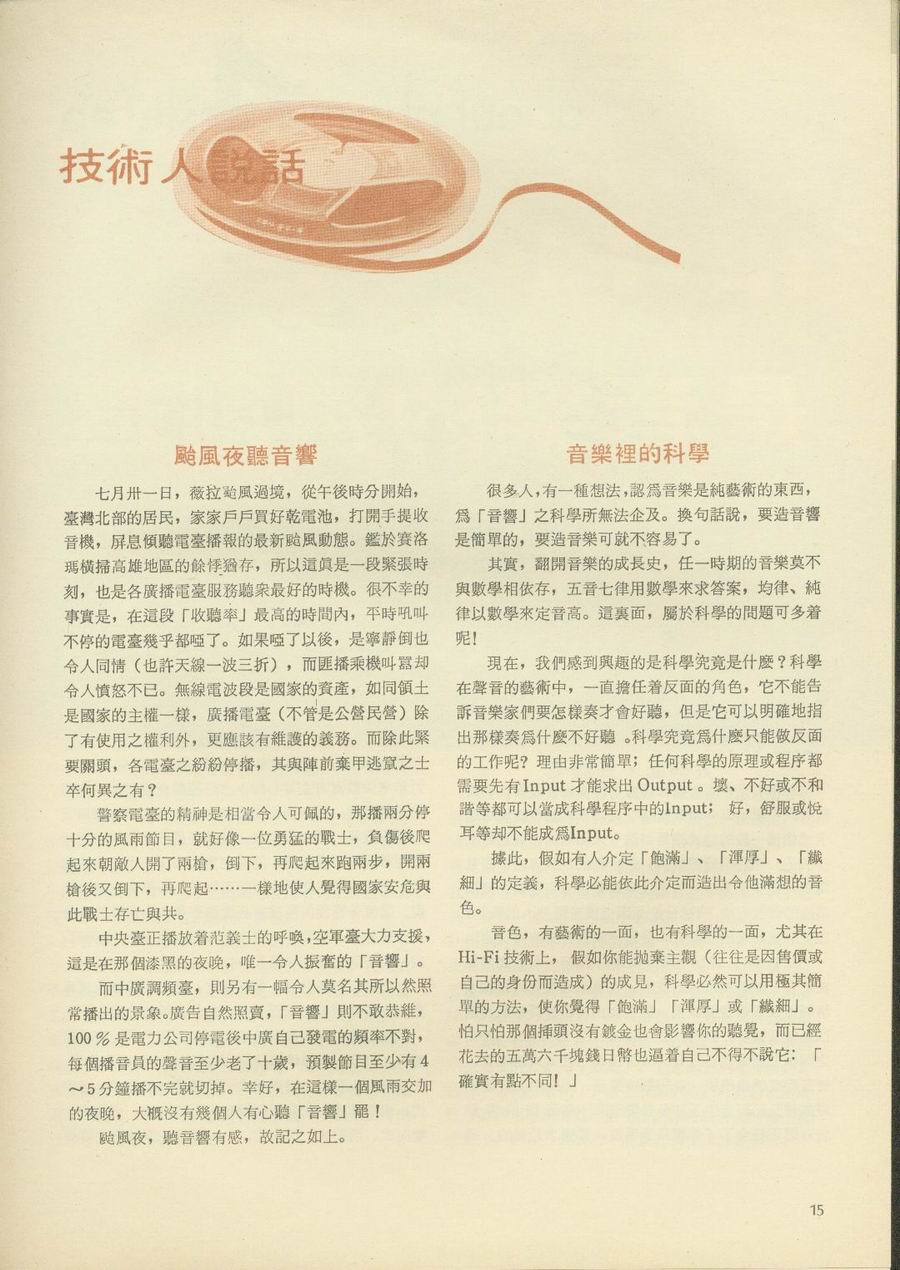 技術人說話
颱風夜聽音響
七月卅一日，薇拉颱風過境，從午後時分開始，
臺灣北部的居民，家家戶戶買好乾電池，打開手提收
音機，屏息傾聽電臺播報的最新颱風動態。鑑於賽洛
瑪橫掃高雄地區的餘悸猶存，所以這眞是一段緊張時
刻，也是各廣播電臺服務聽衆最好的時機。很不幸的
事實是，在這段「收聽率」最高的時間內，平時吼叫
不停的電臺幾乎都啞了。如果啞了以後，是寧靜倒也
令人同情（也許天線一波三折），而匪播乘機叫囂却
令人憤怒不已。無線電波段是國家的資產，如同領土
是國家的主權一樣，廣播電臺（不管是公營民營）除
了有使用之權利外，更應該有維護的義務。而除此緊
要關頭，各電臺之紛紛停播，其與陣前棄甲逃竄之士
卒何異之有？
警察電臺的精神是相當令人可佩的，那播兩分停
十分的風雨節目，就好像一位勇猛的戰士，負傷後爬
起來朝敵人開了兩槍，倒下，再爬起來跑兩步，開兩
槍後又倒下，再爬起⋯⋯一樣地使人覺得國家安危與
此戰士存亡與共。
中央臺正播放着范義士的呼喚，空軍臺大力支援，
這是在那個漆黑的夜晚，唯一令人振奮的「音響」。
而中廣調頻臺，則另有一幅令人莫名其所以然照
常播出的景象。廣告自然照賣，「音響」則不敢恭維，
100％是電力公司停電後中廣自己發電的頻率不對，
每個播音員的聲音至少老了十歲，預製節目至少有4
～5分鐘播不完就切掉。幸好，在這樣一個風雨交加
的夜晚，大概沒有幾個人有心聽「音響」罷！
颱風夜，聽音響有感，故記之如上。
音樂裡的科學
很多人，有一種想法，認爲音樂是純藝術的東西，
爲「音響」之科學所無法企及。換句話說，要造音響
是簡單的，要造音樂可就不容易了。
其實，翻開音樂的成長史，任一時期的音樂莫不
與數學相依存，五音七律用數學來求答案，均律、純
律以數學來定音高。這裏面，屬於科學的問題可多着
呢！
現在，我們感到興趣的是科學究竟是什麼？科學
在聲音的藝術中，一直擔任着反面的角色，它不能告
訴音樂家們要怎樣奏才會好聽，但是它可以明確地指
出那樣奏爲什麼不好聽。科學究竟爲什麼只能做反面
的工作呢？理由非常簡單；任何科學的原理或程序都
需要先有Input 才能求出 Output 。壞、不好或不和
諧等都可以當成科學程序中的Input；好，舒服或悅
耳等却不能成爲Input。
據此，假如有人介定「飽滿」、「渾厚」、「纖
細」的定義，科學必能依此介定而造出令他滿想的音
色。
音色，有藝術的一面，也有科學的一面，尤其在
Hi-Fi 技術上，假如你能拋棄主觀（往往是因售價或
自己的身份而造成）的成見，科學必然可以用極其簡
單的方法，使你覺得「飽滿」「渾厚」或「纖細」。
怕只怕那個揷頭沒有鍍金也會影響你的聽覺，而已經
花去的五萬六千塊錢日幣也逼着自己不得不說它：「
確實有點不同！」
15